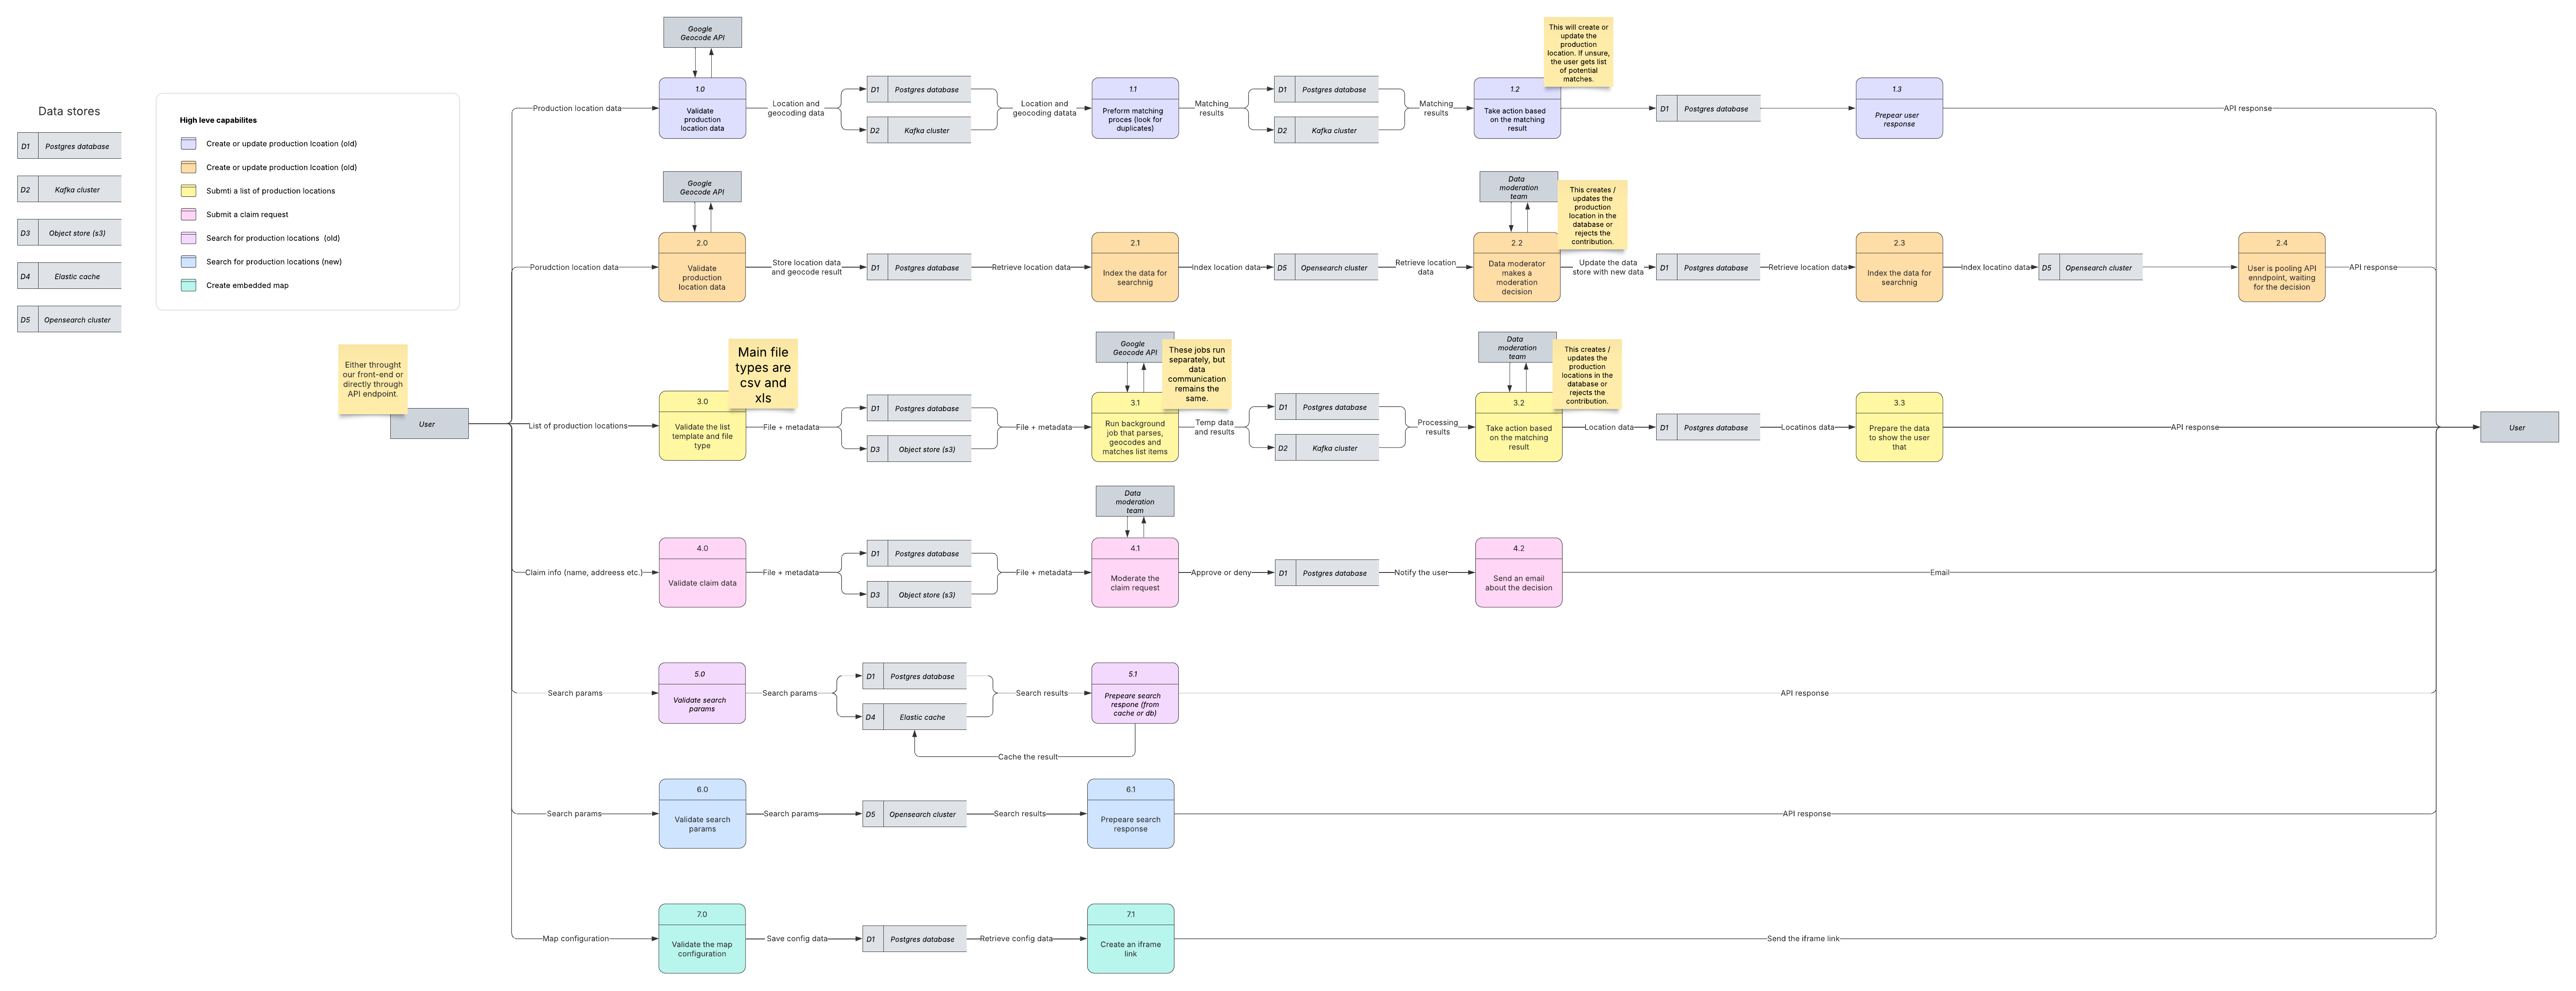 Data stores
D1 Postgres database
D2 Kafka cluster
D3 Object store (s3)
D4 Elastic cache
D5 Opensearch cluster
High leve capabilites
Create or update production lcoation (old)
Create or update production lcoation (old)
Submti a list of production locations
Submit a claim request
Search for production locations (old)
Search for production locations (new)
Create embedded map
Either throught
our front-end or
directly through
API endpoint.
User
Production location data
Google
Geocode API
1.0
Validate
production
location data
Location and
geocoding data
D1 Postgres database
D2 Kafka cluster
Location and
geocoding datata
1.1
Preform matching
proces (look for
duplicates)
Matching
results
D1 Postgres database
D2 Kafka cluster
Matching
results
This will create or
update the
production
location. If unsure,
the user gets list
of potential
matches.
1.2
Take action based
on the matching
result
D1 Postgres database
1.3
Prepear user
response
API response
Porudction location data
Google
Geocode API
2.0
Validate
production
location data
Store location data
and geocode result
D1 Postgres database
Retrieve location data
2.1
Index the data for
searchnig
Index location data
D5 Opensearch cluster
Retrieve location
data
Data
moderation
team
This creates /
updates the
production
location in the
database or
rejects the
contribution.
2.2
Data moderator
makes a
moderation
decision
Update the data
store with new data
D1 Postgres database
Retrieve location data
2.3
Index the data for
searchnig
Index locatino data
D5 Opensearch cluster
2.4
User is pooling API
enndpoint, waiting
for the decision
API response
List of production locations
Main file
types are
csv and
xls
3.0
Validate the list
template and file
type
File + metadata
D1 Postgres database
D3 Object store (s3)
File + metadata
Google
Geocode API
These jobs run
separately, but
data
communication
remains the
same.
3.1
Run background
job that parses,
geocodes and
matches list items
Temp data
and results
D1 Postgres database
D2 Kafka cluster
Processing
results
Data
moderation
team
This creates /
updates the
production
locations in the
database or
rejects the
contribution.
3.2
Take action based
on the matching
result
Location data
D1 Postgres database
Locatinos data
3.3
Prepare the data
to show the user
that
API response
User
Claim info (name, addreess etc.)
4.0
Validate claim data
File + metadata
D1 Postgres database
D3 Object store (s3)
File + metadata
Data
moderation
team
4.1
Moderate the
claim request
Approve or deny
D1 Postgres database
Notify the user
4.2
Send an email
about the decision
Email
Search params
5.0
Validate search
params
Search params
D1 Postgres database
D4 Elastic cache
Search results
5.1
Prepeare search
respone (from
cache or db)
API response
Cache the result
Search params
6.0
Validate search
params
Search params
D5 Opensearch cluster
Search results
6.1
Prepeare search
response
API response
Map configuration
7.0
Validate the map
configuration
Save config data
D1 Postgres database
Retrieve config data
7.1
Create an iframe
link
Send the iframe link